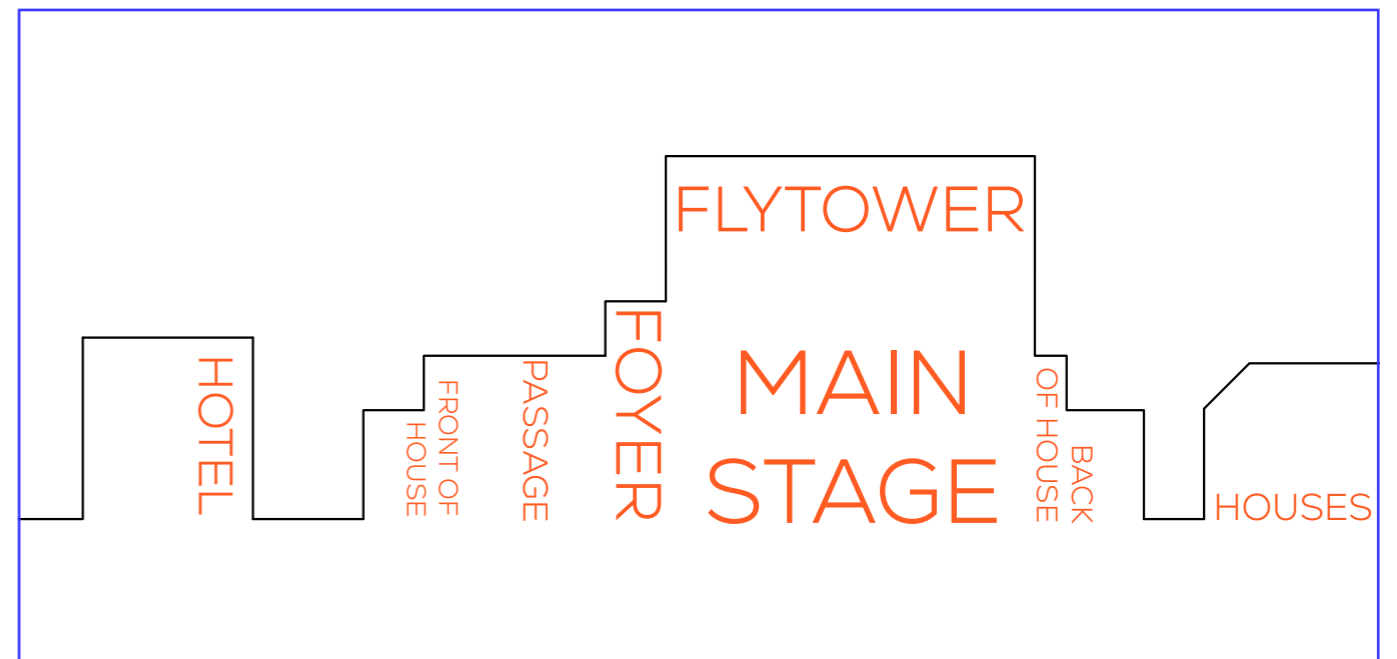 HOTEL
FRONT OF
HOUSE
PASSAGE
FOYER
FLYTOWER
MAIN
STAGE
BACK
OF HOUSE
HOUSES